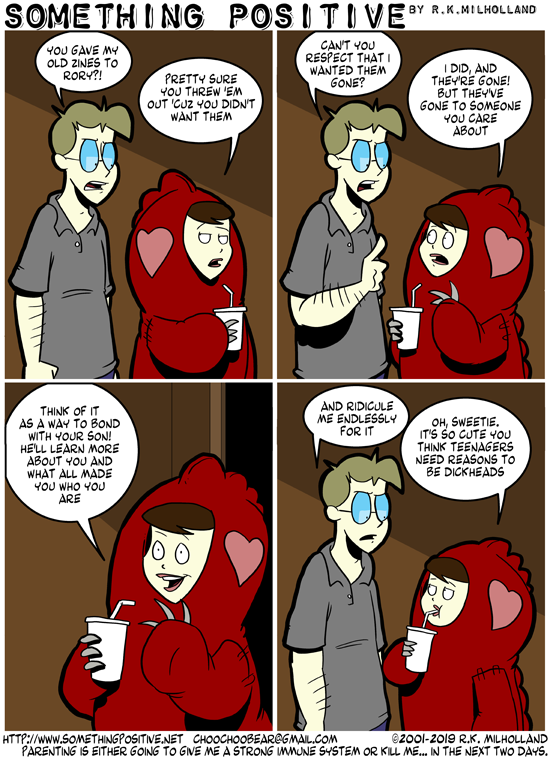 SOMETHING POSITIVE BY R.K.MILHOLLAND
YOU GAVE MY
OLD ZINES TO
RORY?!
PRETTY SURE
YOU THREW 'EM
OUT 'CUZ YOU DIDN'T
WANT THEM
CAN'T YOU
RESPECT THAT I
WANTED THEM
GONE?
I DID, AND
THEY'RE GONE!
BUT THEY'VE
GONE TO SOMEONE
YOU CARE
ABOUT
THINK OF IT
AS A WAY TO BOND
WITH YOUR SON!
HE'LL LEARN MORE
ABOUT YOU AND
WHAT ALL MADE
YOU WHO YOU
ARE
AND RIDICULE
ME ENDLESSLY
FOR IT
OH, SWEETIE.
IT'S SO CUTE YOU
THINK TEENAGERS
NEED REASONS TO
BE DICKHEADS
HTTP://WWW.SOMETHINGPOSITIVE.NET CHOOCHOOBEAR@GMAIL.COM ©2001-2019 R.K. MILHOLLAND
PARENTING IS EITHER GOING TO GIVE ME A STRONG IMMUNE SYSTEM OR KILL ME... IN THE NEXT TWO DAYS.